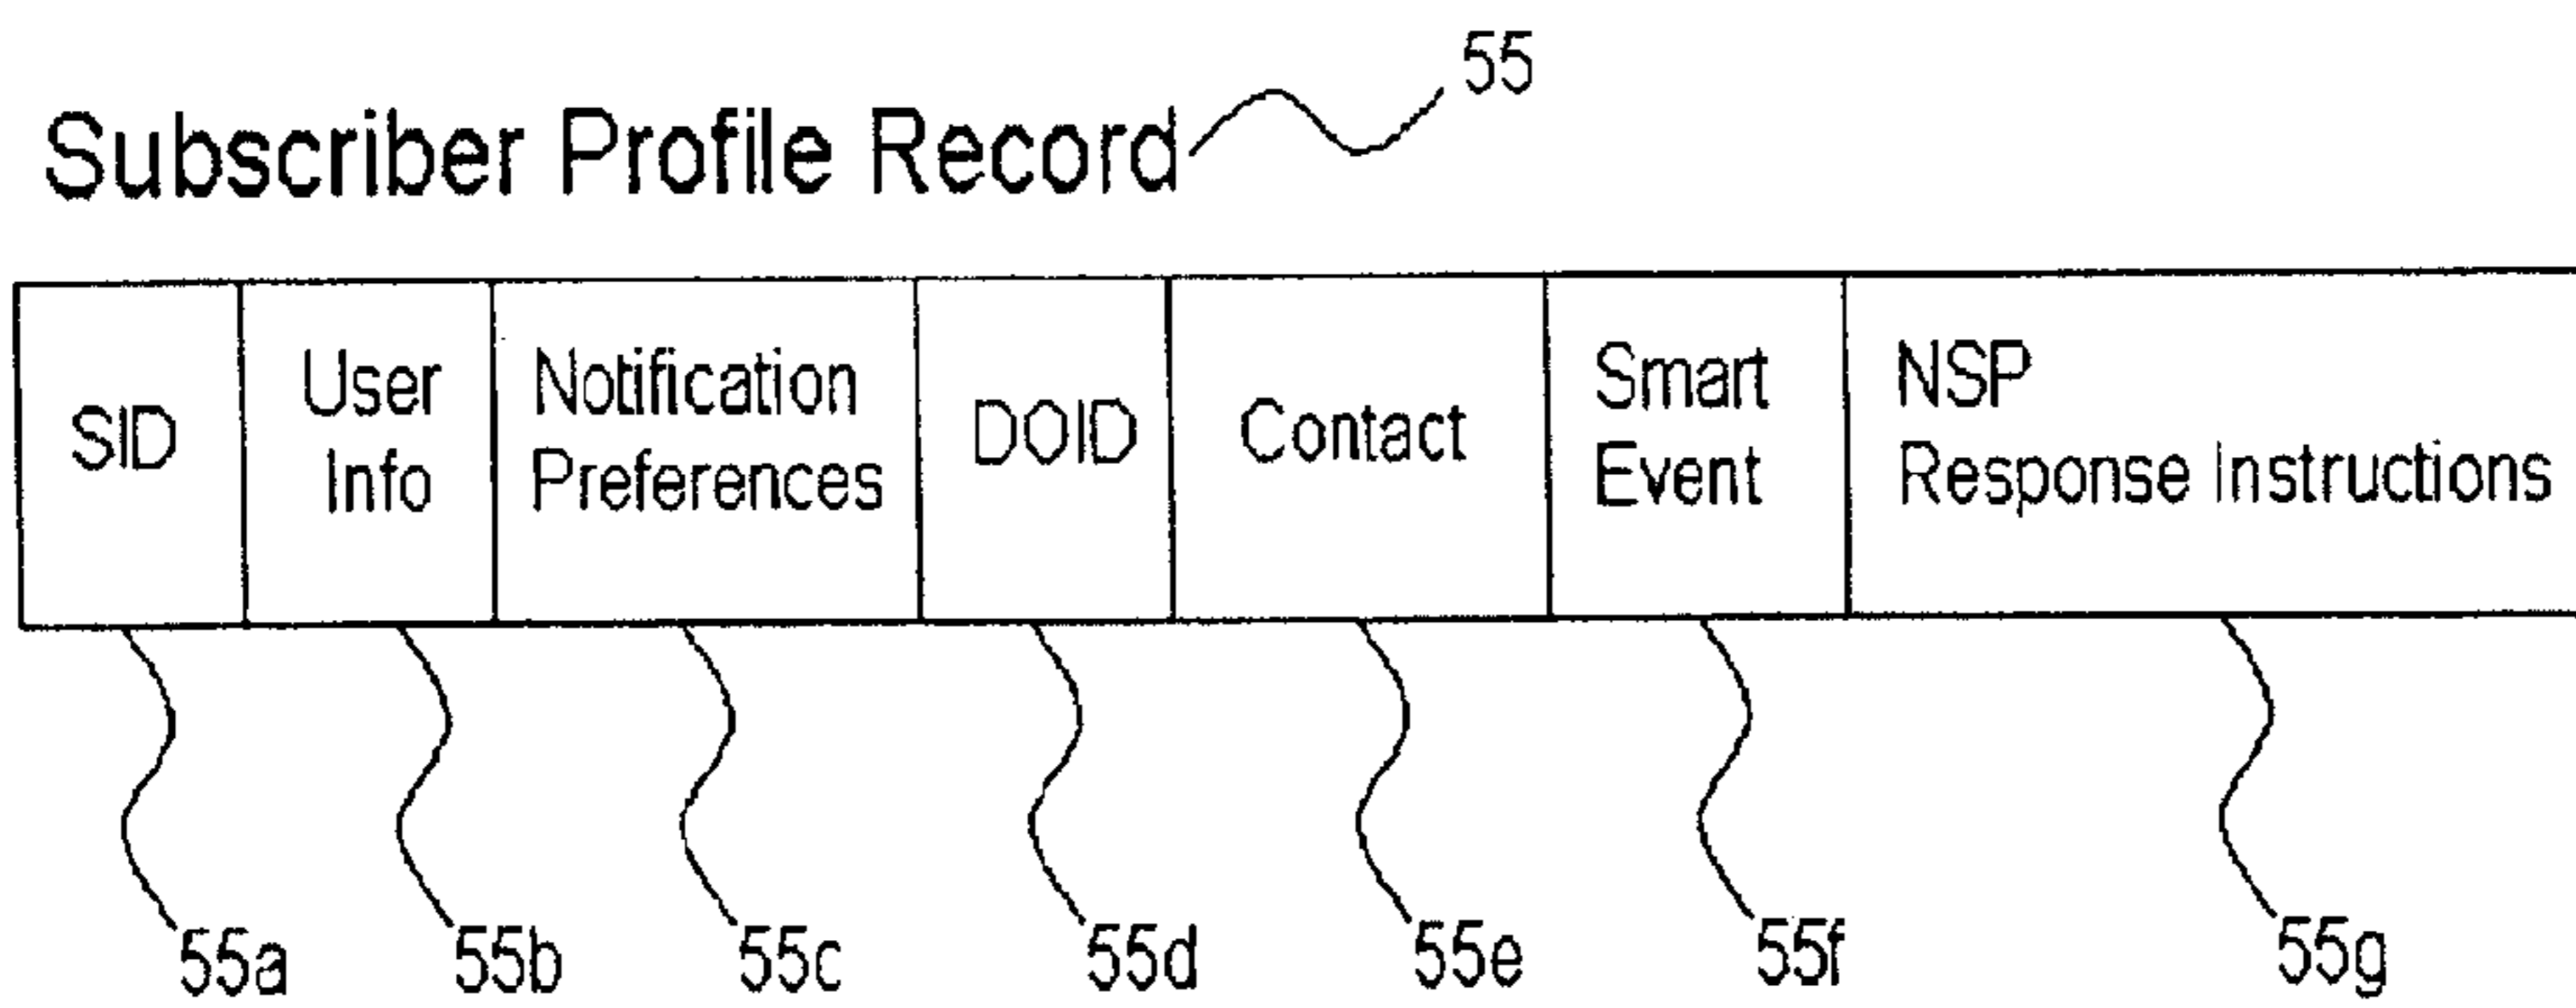 55
Subscriber Profile Record
SID
User
Info
Notification
Preferences
DOID
Contact
Smart
Event
NSP
Response Instructions
55a
55b
55c
55d
55e
55f
55g